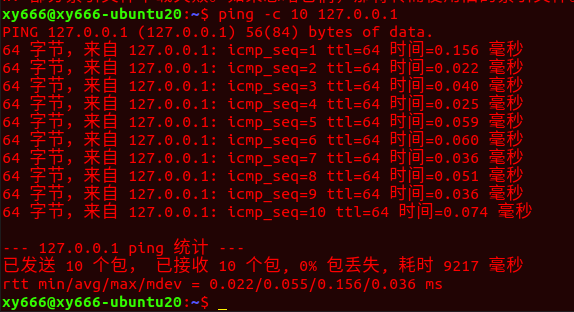 xy666@xy666-ubuntu20:~$ ping -c 10 127.0.0.1
PING 127.0.0.1 (127.0.0.1) 56(84) bytes of data.
64 字节，来自 127.0.0.1: icmp_seq=1 ttl=64 时间=0.156 毫秒
64 字节，来自 127.0.0.1: icmp_seq=2 ttl=64 时间=0.022 毫秒
64 字节，来自 127.0.0.1: icmp_seq=3 ttl=64 时间=0.040 毫秒
64 字节，来自 127.0.0.1: icmp_seq=4 ttl=64 时间=0.025 毫秒
64 字节，来自 127.0.0.1: icmp_seq=5 ttl=64 时间=0.059 毫秒
64 字节，来自 127.0.0.1: icmp_seq=6 ttl=64 时间=0.060 毫秒
64 字节，来自 127.0.0.1: icmp_seq=7 ttl=64 时间=0.036 毫秒
64 字节，来自 127.0.0.1: icmp_seq=8 ttl=64 时间=0.051 毫秒
64 字节，来自 127.0.0.1: icmp_seq=9 ttl=64 时间=0.036 毫秒
64 字节，来自 127.0.0.1: icmp_seq=10 ttl=64 时间=0.074 毫秒
--- 127.0.0.1 ping 统计 ---
已发送 10 个包， 已接收 10 个包, 0% 包丢失, 耗时 9217 毫秒
rtt min/avg/max/mdev = 0.022/0.055/0.156/0.036 ms
xy666@xy666-ubuntu20:~$ _